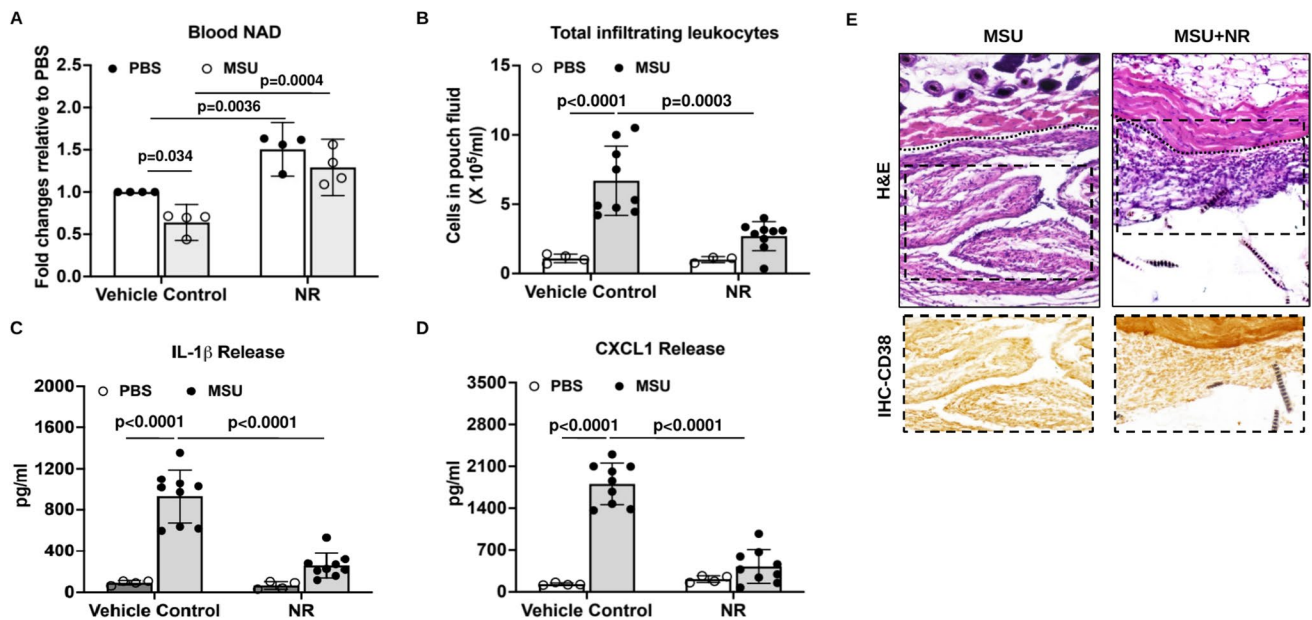 A
Blood NAD
PBS MSU
p=0.0004
p=0.0036
p=0.034
Fold changes rrelative to PBS
2.5
2.0
1.5
1.0
0.5
0.0
Vehicle Control NR
B
Total infiltrating leukocytes
PBS MSU
p<0.0001 p=0.0003
Cells in pouch fluid
(X 10⁵/ml)
15
10
5
0
Vehicle Control NR
C
IL-1β Release
PBS MSU
p<0.0001 p<0.0001
pg/ml
2000
1600
1200
800
400
0
Vehicle Control NR
D
CXCL1 Release
PBS MSU
p<0.0001 p<0.0001
pg/ml
3500
2800
2100
1400
700
0
Vehicle Control NR
E
MSU MSU+NR
H&E
IHC-CD38